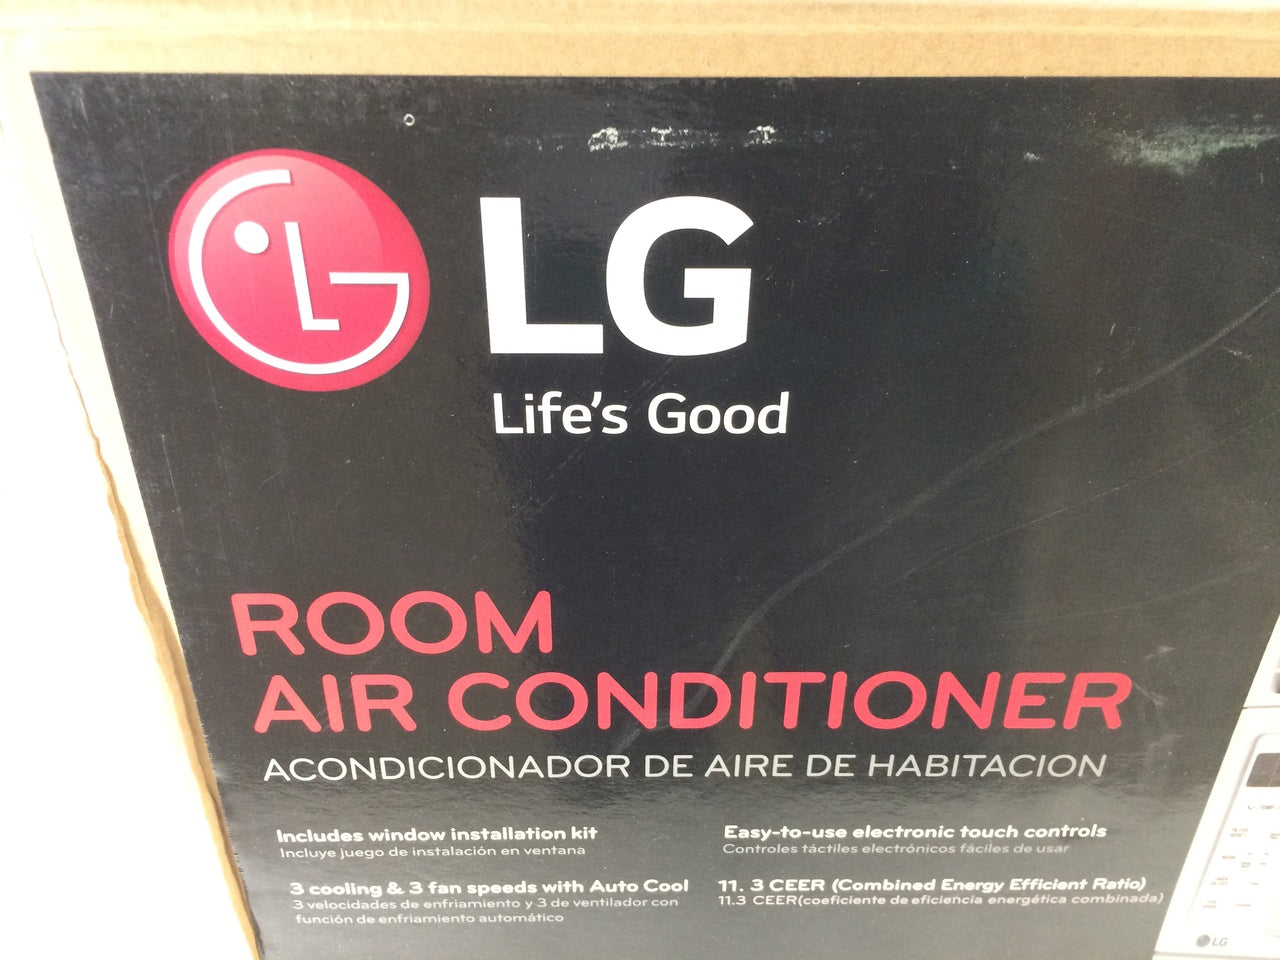 LG
Life's Good
ROOM
AIR CONDITIONER
ACONDICIONADOR DE AIRE DE HABITACION
Includes window installation kit
Incluye juego de instalación en ventana
3 cooling & 3 fan speeds with Auto Cool
3 velocidades de enfriamiento y 3 de ventilador con
función de enfriamiento automático
Easy-to-use electronic touch controls
Controles táctiles electrónicos fáciles de usar
11. 3 CEER (Combined Energy Efficient Ratio)
11.3 CEER(coeficiente de eficiencia energética combinada)
LG